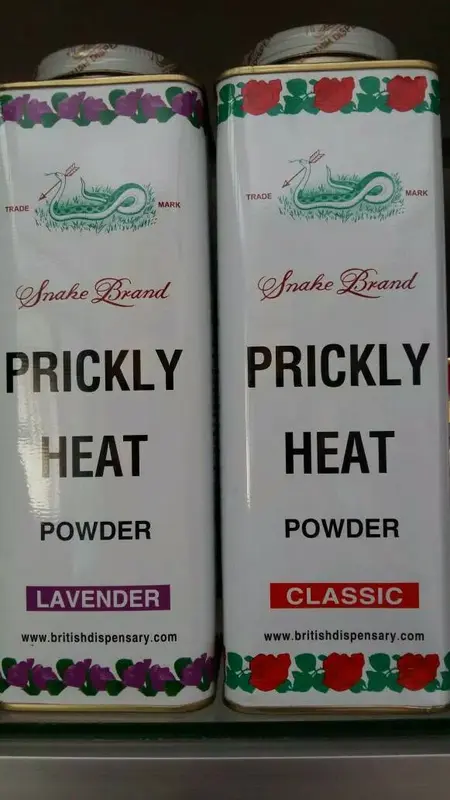 TRADE MARK
Snake Brand
PRICKLY
HEAT
POWDER
LAVENDER
www.britishdispensary.com
TRADE MARK
Snake Brand
PRICKLY
HEAT
POWDER
CLASSIC
www.britishdispensary.com